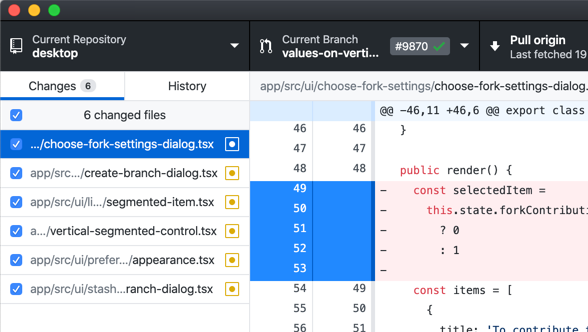 Current Repository
desktop
Current Branch
values-on-verti...
#9870
Pull origin
Last fetched 19
Changes 6
History
app/src/ui/choose-fork-settings/choose-fork-settings-dialog.
6 changed files
.../choose-fork-settings-dialog.tsx
app/src.../create-branch-dialog.tsx
app/src/ui/li.../segmented-item.tsx
a.../vertical-segmented-control.tsx
app/src/ui/prefer.../appearance.tsx
app/src/ui/stash...ranch-dialog.tsx
@@ -46,11 +46,6 @@ export class
46 46 }
47 47
48 48 public render() {
49 - const selectedItem =
50 - this.state.forkContributi
51 - ? 0
52 - : 1
53 -
54 49 const items = [
55 50 {
56 51 title: 'To contribute